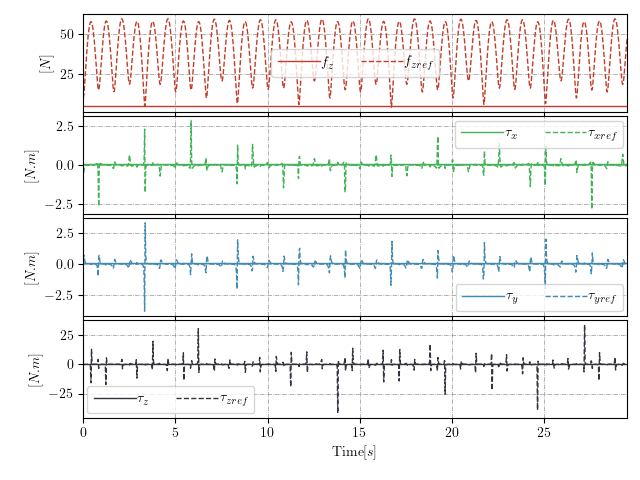 50
25
[N]
f_z f_{zref}
2.5
0.0
−2.5
[N.m]
τ_x τ_{xref}
2.5
0.0
−2.5
[N.m]
τ_y τ_{yref}
25
0
−25
[N.m]
τ_z τ_{zref}
0 5 10 15 20 25
Time[s]